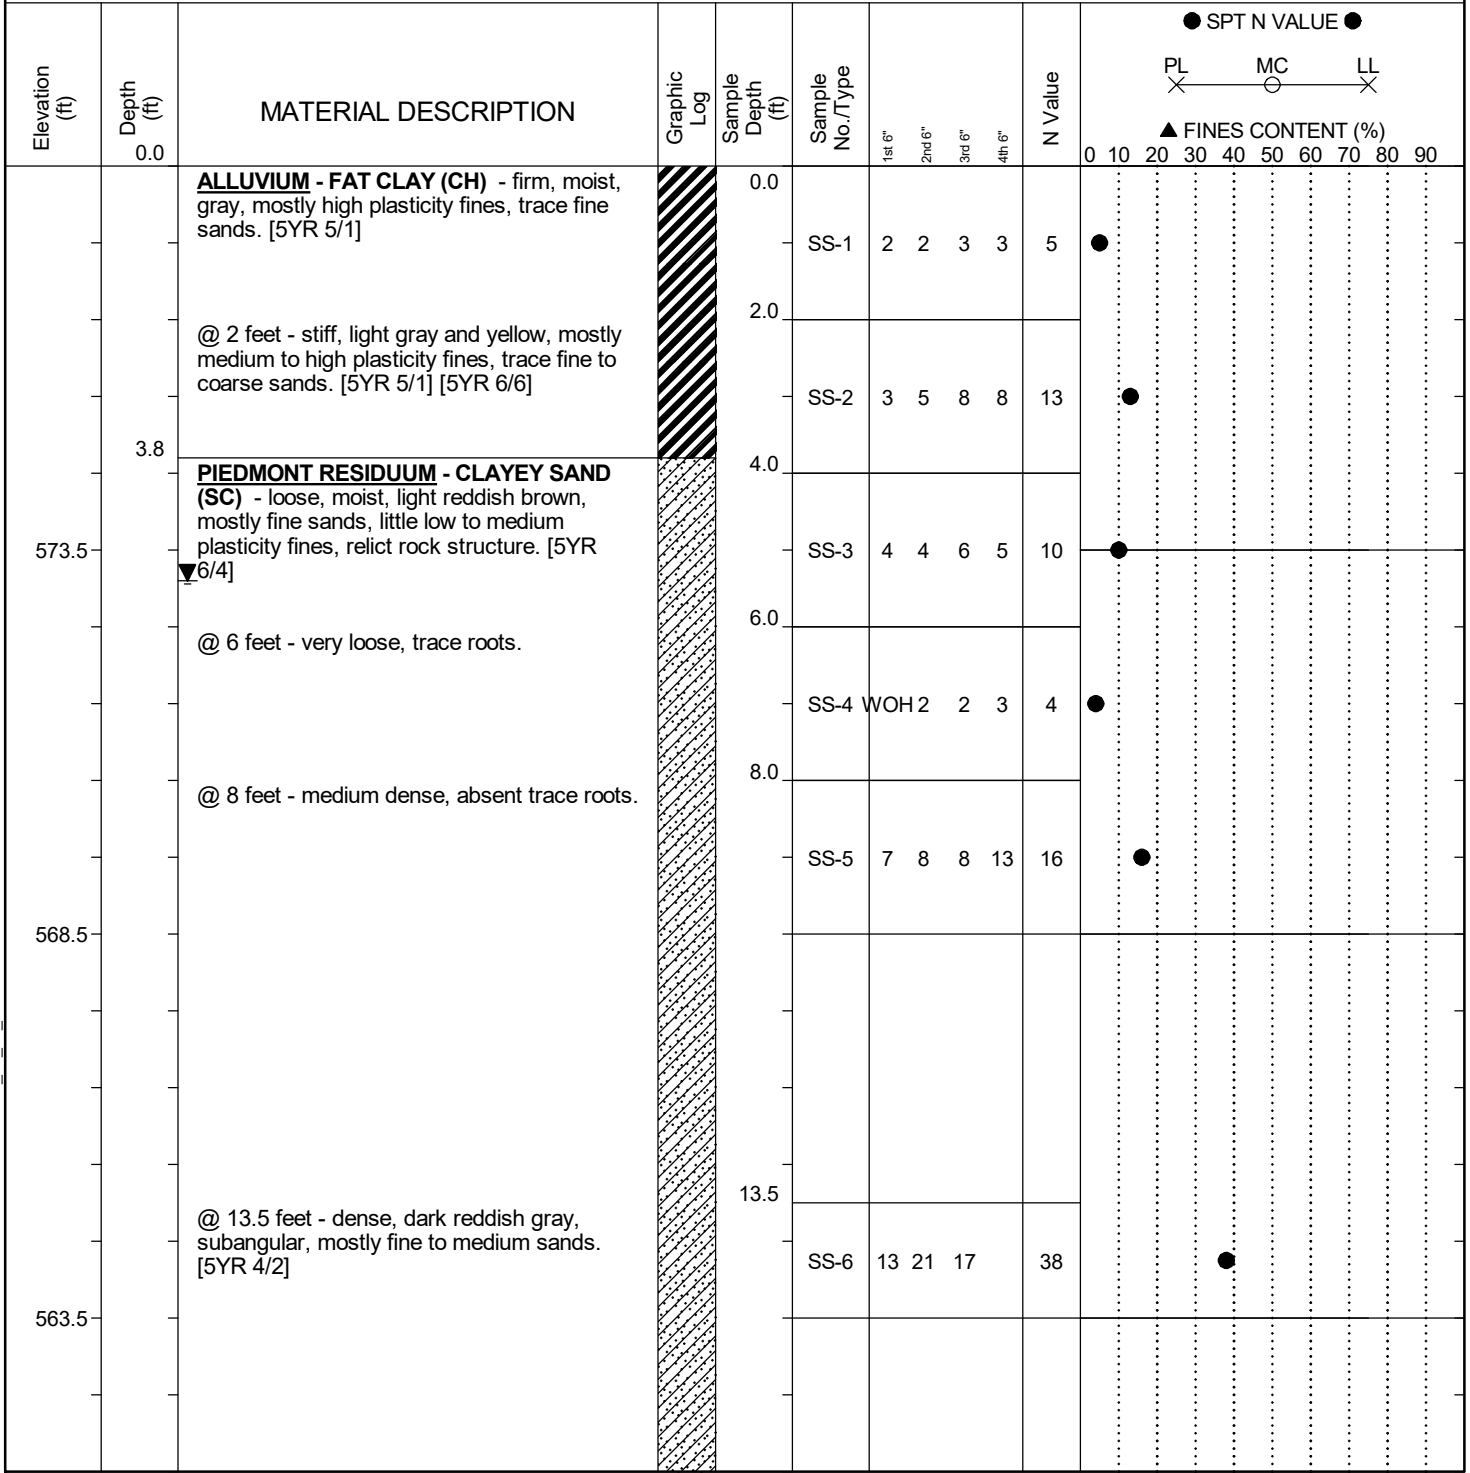 ● SPT N VALUE ●
PL MC LL
▲ FINES CONTENT (%)
0 10 20 30 40 50 60 70 80 90
Elevation
(ft)
Depth
(ft)
0.0
MATERIAL DESCRIPTION
Graphic
Log
Sample
Depth
(ft)
Sample
No./Type
1st 6"
2nd 6"
3rd 6"
4th 6"
N Value
ALLUVIUM - FAT CLAY (CH) - firm, moist,
gray, mostly high plasticity fines, trace fine
sands. [5YR 5/1]
0.0
SS-1 2 2 3 3 5
2.0
@ 2 feet - stiff, light gray and yellow, mostly
medium to high plasticity fines, trace fine to
coarse sands. [5YR 5/1] [5YR 6/6]
SS-2 3 5 8 8 13
3.8
4.0
PIEDMONT RESIDUUM - CLAYEY SAND
(SC) - loose, moist, light reddish brown,
mostly fine sands, little low to medium
plasticity fines, relict rock structure. [5YR
6/4]
573.5
SS-3 4 4 6 5 10
6.0
@ 6 feet - very loose, trace roots.
SS-4 WOH 2 2 3 4
8.0
@ 8 feet - medium dense, absent trace roots.
SS-5 7 8 8 13 16
568.5
13.5
@ 13.5 feet - dense, dark reddish gray,
subangular, mostly fine to medium sands.
[5YR 4/2]
SS-6 13 21 17 38
563.5